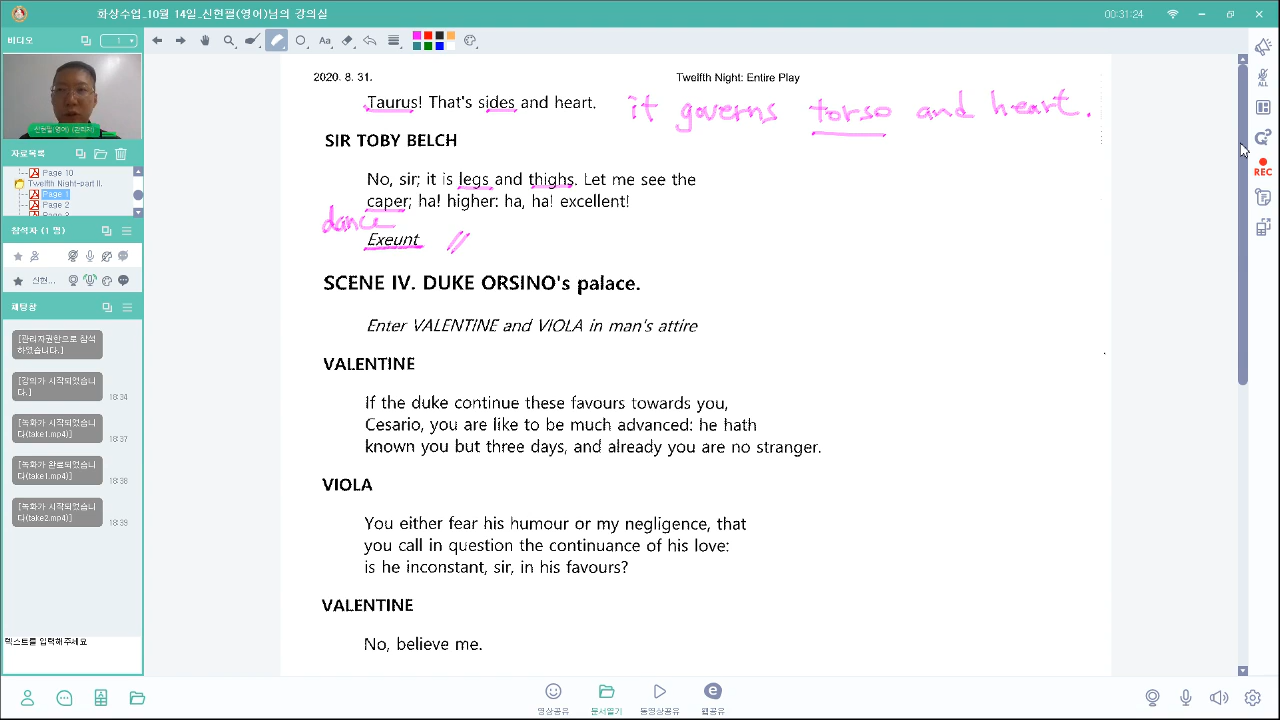 화상수업_10월 14일_신현필(영어)님의 강의실
00:31:24
비디오
1
신현필(영어) (관리자)
자료목록
Page 10
Twelfth Night-part II.
Page 1
Page 2
참석자 (1 명)
신현...
채팅창
[관리자권한으로 참석
하였습니다.]
[강의가 시작되었습니
다.]
18:34
[녹화가 시작되었습니
다(take1.mp4)]
18:37
[녹화가 완료되었습니
다(take1.mp4)]
18:38
[녹화가 시작되었습니
다(take2.mp4)]
18:39
텍스트를 입력해주세요
Aa
2020. 8. 31.
Twelfth Night: Entire Play
Taurus! That's sides and heart.
it governs torso and heart.
SIR TOBY BELCH
No, sir; it is legs and thighs. Let me see the
caper; ha! higher: ha, ha! excellent!
dance
Exeunt
SCENE IV. DUKE ORSINO's palace.
Enter VALENTINE and VIOLA in man's attire
VALENTINE
If the duke continue these favours towards you,
Cesario, you are like to be much advanced: he hath
known you but three days, and already you are no stranger.
VIOLA
You either fear his humour or my negligence, that
you call in question the continuance of his love:
is he inconstant, sir, in his favours?
VALENTINE
No, believe me.
ALL
REC
영상공유
문서열기
동영상공유
웹공유